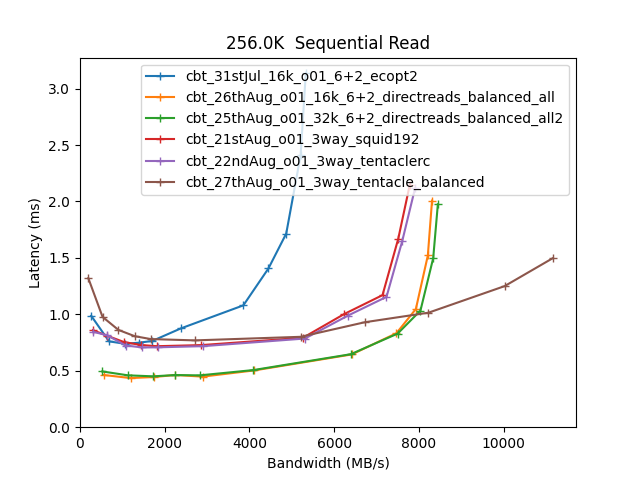 256.0K  Sequential Read
cbt_31stJul_16k_o01_6+2_ecopt2
cbt_26thAug_o01_16k_6+2_directreads_balanced_all
cbt_25thAug_o01_32k_6+2_directreads_balanced_all2
cbt_21stAug_o01_3way_squid192
cbt_22ndAug_o01_3way_tentaclerc
cbt_27thAug_o01_3way_tentacle_balanced
3.0
2.5
2.0
1.5
1.0
0.5
0.0
Latency (ms)
0 2000 4000 6000 8000 10000
Bandwidth (MB/s)